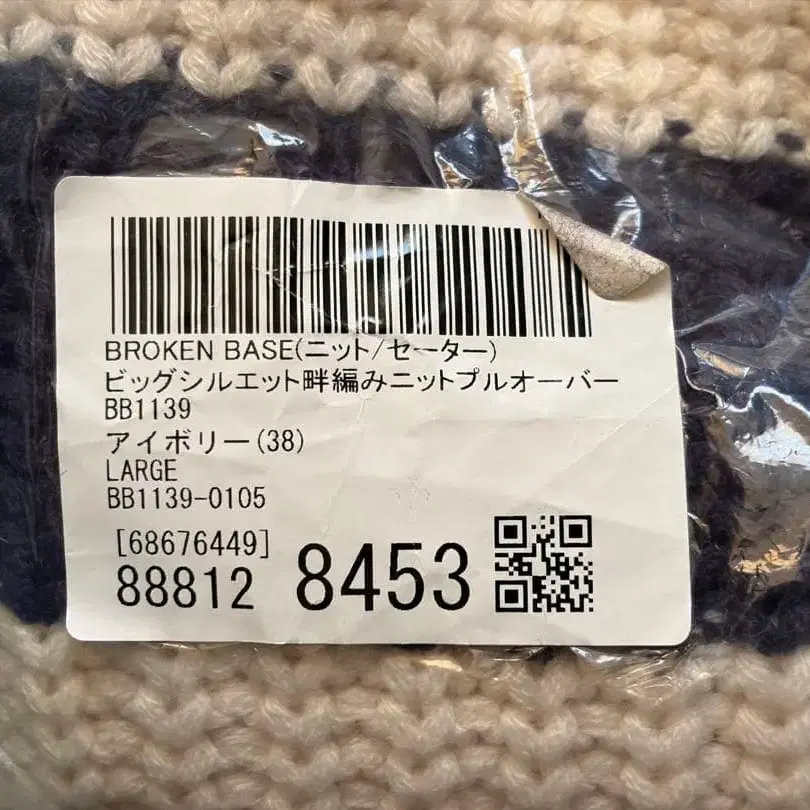 BROKEN BASE(ニット/セーター)
ビッグシルエット畔編みニットプルオーバー
BB1139
アイボリー(38)
LARGE
BB1139-0105
[68676449]
88812 8453